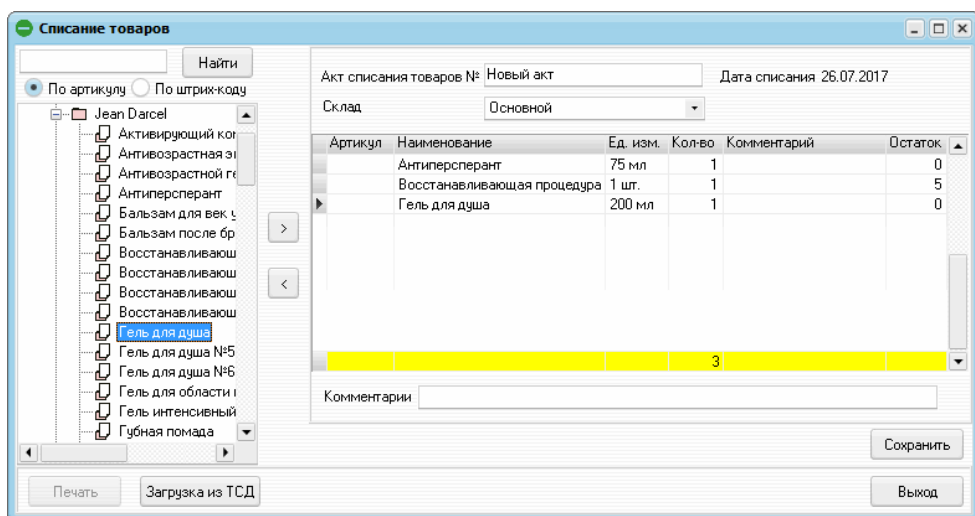 Списание товаров
Найти
По артикулу По штрих-коду
Jean Darcel
Активирующий кон
Антивозрастная э
Антивозрастной ге
Антиперсперант
Бальзам для век у
Бальзам после бр
Восстанавливающ
Восстанавливающ
Восстанавливающ
Восстанавливающ
Гель для душа
Гель для душа №5
Гель для душа №6
Гель для области
Гель интенсивный
Губная помада
>
<
Акт списания товаров № Новый акт Дата списания 26.07.2017
Склад Основной
Артикул Наименование Ед. изм. Кол-во Комментарий Остаток
Антиперсперант 75 мл 1 0
Восстанавливающая процедура 1 шт. 1 5
Гель для душа 200 мл 1 0
3
Комментарии
Сохранить
Печать Загрузка из ТСД Выход